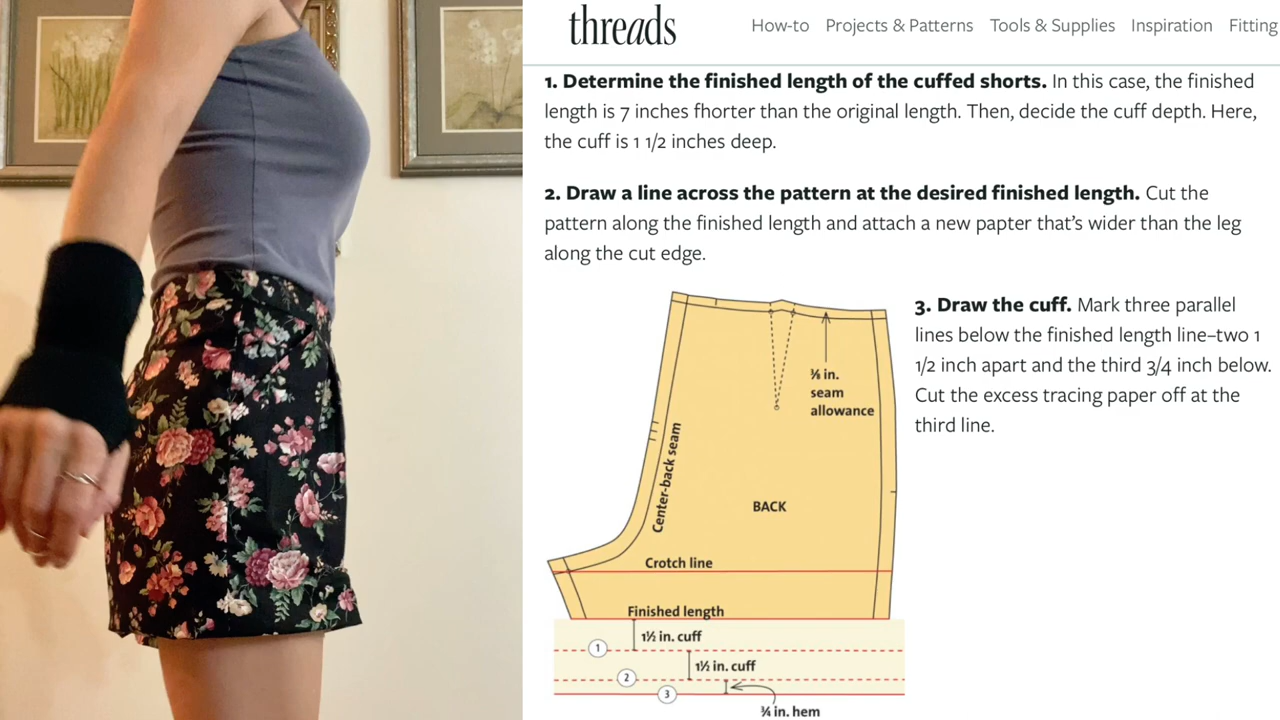 threads
How-to Projects & Patterns Tools & Supplies Inspiration Fitting
1. Determine the finished length of the cuffed shorts. In this case, the finished
length is 7 inches fhorter than the original length. Then, decide the cuff depth. Here,
the cuff is 1 1/2 inches deep.
2. Draw a line across the pattern at the desired finished length. Cut the
pattern along the finished length and attach a new papter that's wider than the leg
along the cut edge.
3. Draw the cuff. Mark three parallel
lines below the finished length line–two 1
1/2 inch apart and the third 3/4 inch below.
Cut the excess tracing paper off at the
third line.
⅝ in.
seam
allowance
Center-back seam
BACK
Crotch line
Finished length
1½ in. cuff
1
1½ in. cuff
2
3
¾ in. hem